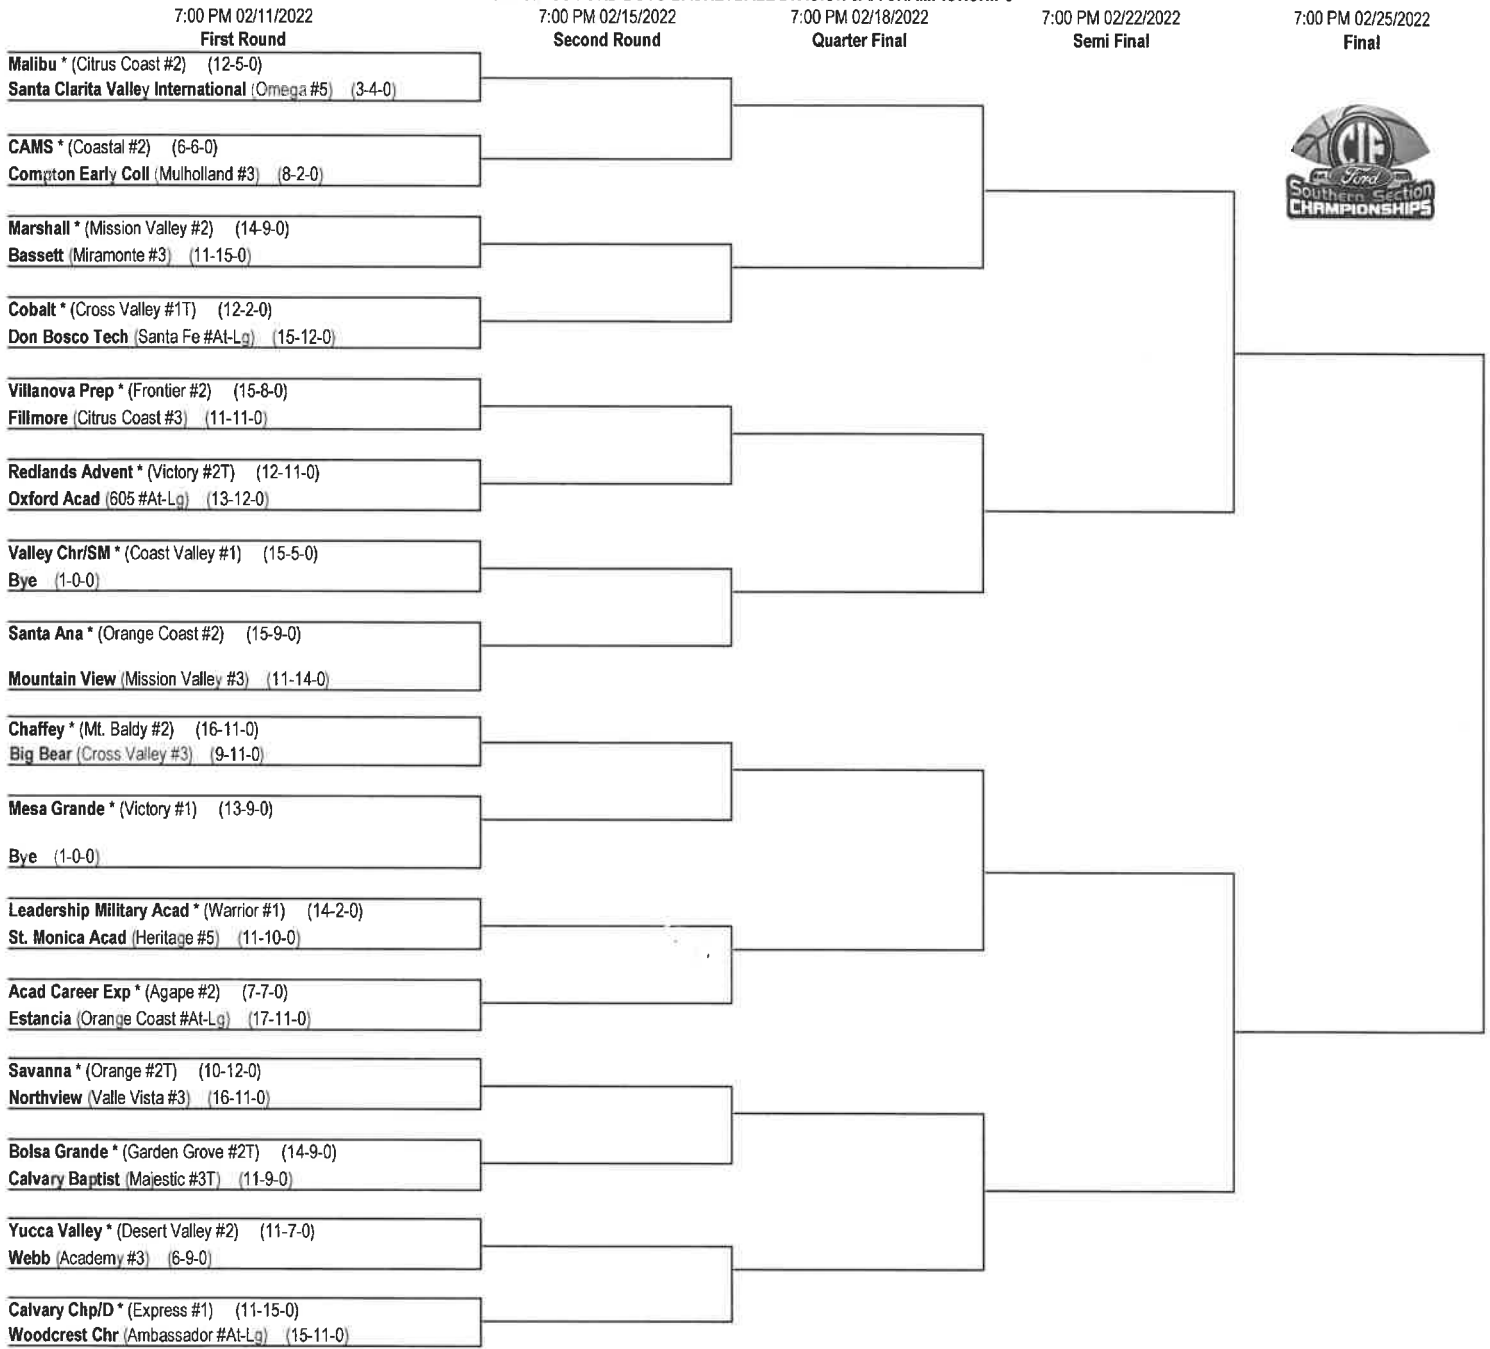 7:00 PM 02/11/2022
First Round
7:00 PM 02/15/2022
Second Round
7:00 PM 02/18/2022
Quarter Final
7:00 PM 02/22/2022
Semi Final
7:00 PM 02/25/2022
Final
CIF
Ford
Southern Section
CHAMPIONSHIPS
Malibu * (Citrus Coast #2) (12-5-0)
Santa Clarita Valley International (Omega #5) (3-4-0)
CAMS * (Coastal #2) (6-6-0)
Compton Early Coll (Mulholland #3) (8-2-0)
Marshall * (Mission Valley #2) (14-9-0)
Bassett (Miramonte #3) (11-15-0)
Cobalt * (Cross Valley #1T) (12-2-0)
Don Bosco Tech (Santa Fe #At-Lg) (15-12-0)
Villanova Prep * (Frontier #2) (15-8-0)
Fillmore (Citrus Coast #3) (11-11-0)
Redlands Advent * (Victory #2T) (12-11-0)
Oxford Acad (605 #At-Lg) (13-12-0)
Valley Chr/SM * (Coast Valley #1) (15-5-0)
Bye (1-0-0)
Santa Ana * (Orange Coast #2) (15-9-0)
Mountain View (Mission Valley #3) (11-14-0)
Chaffey * (Mt. Baldy #2) (16-11-0)
Big Bear (Cross Valley #3) (9-11-0)
Mesa Grande * (Victory #1) (13-9-0)
Bye (1-0-0)
Leadership Military Acad * (Warrior #1) (14-2-0)
St. Monica Acad (Heritage #5) (11-10-0)
Acad Career Exp * (Agape #2) (7-7-0)
Estancia (Orange Coast #At-Lg) (17-11-0)
Savanna * (Orange #2T) (10-12-0)
Northview (Valle Vista #3) (16-11-0)
Bolsa Grande * (Garden Grove #2T) (14-9-0)
Calvary Baptist (Majestic #3T) (11-9-0)
Yucca Valley * (Desert Valley #2) (11-7-0)
Webb (Academy #3) (6-9-0)
Calvary Chp/D * (Express #1) (11-15-0)
Woodcrest Chr (Ambassador #At-Lg) (15-11-0)